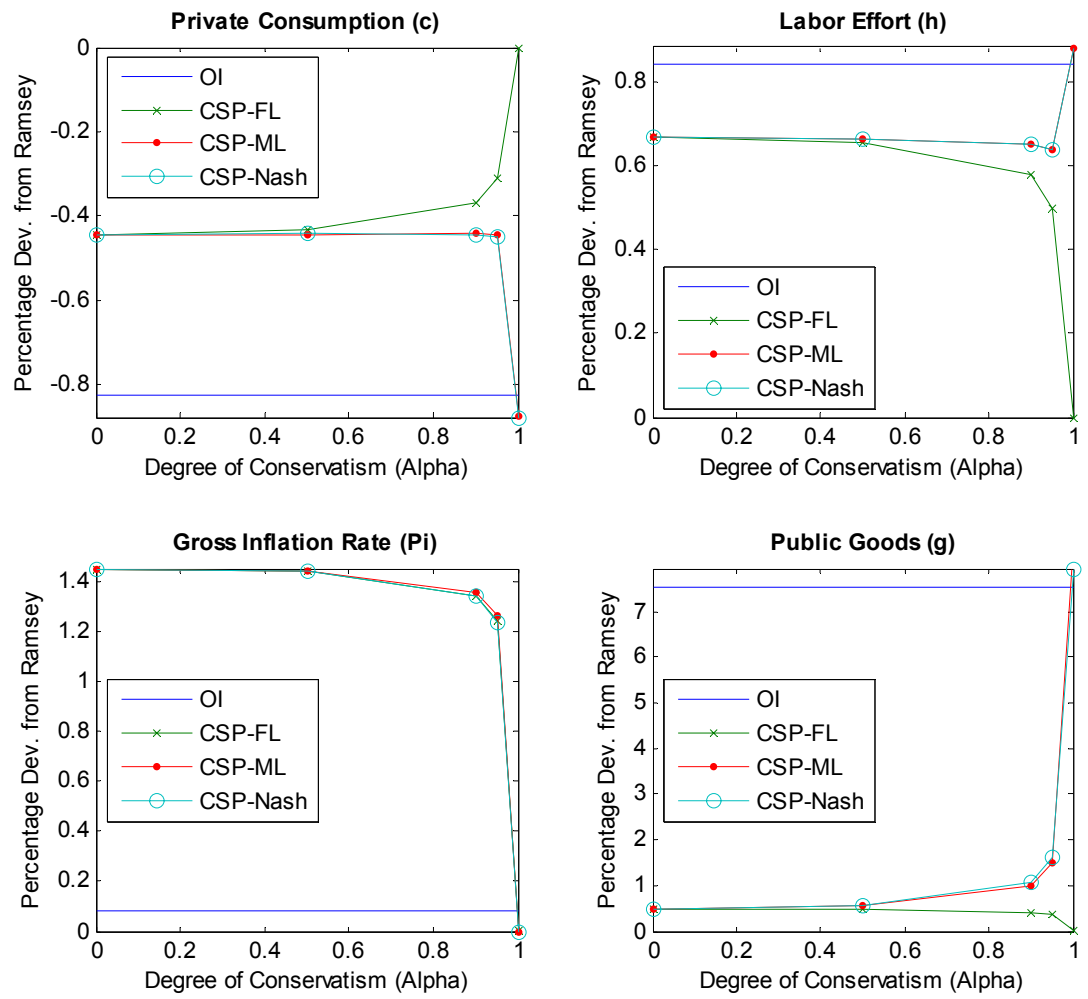 Private Consumption (c)
Percentage Dev. from Ramsey
0
-0.2
-0.4
-0.6
-0.8
OI
CSP-FL
CSP-ML
CSP-Nash
0 0.2 0.4 0.6 0.8 1
Degree of Conservatism (Alpha)
Labor Effort (h)
Percentage Dev. from Ramsey
0.8
0.6
0.4
0.2
0
OI
CSP-FL
CSP-ML
CSP-Nash
0 0.2 0.4 0.6 0.8 1
Degree of Conservatism (Alpha)
Gross Inflation Rate (Pi)
Percentage Dev. from Ramsey
1.4
1.2
1
0.8
0.6
0.4
0.2
0
OI
CSP-FL
CSP-ML
CSP-Nash
0 0.2 0.4 0.6 0.8 1
Degree of Conservatism (Alpha)
Public Goods (g)
Percentage Dev. from Ramsey
7
6
5
4
3
2
1
0
OI
CSP-FL
CSP-ML
CSP-Nash
0 0.2 0.4 0.6 0.8 1
Degree of Conservatism (Alpha)